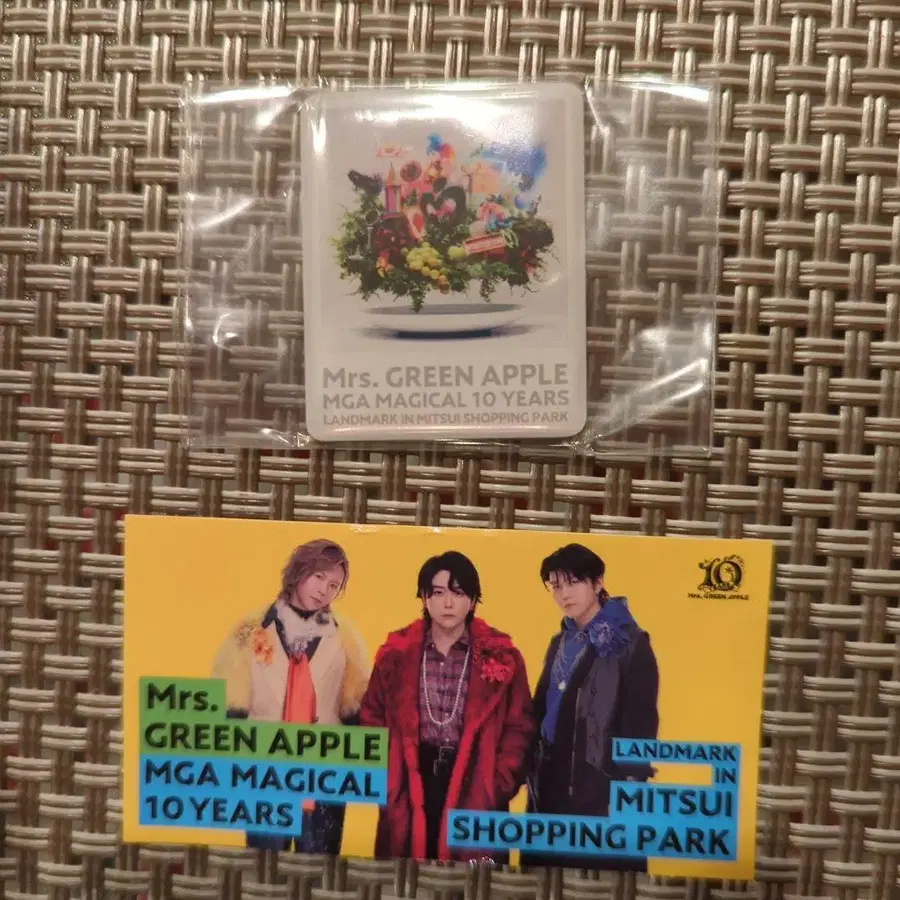 Mrs. GREEN APPLE
MGA MAGICAL 10 YEARS
LANDMARK IN MITSUI SHOPPING PARK
10
Mrs. GREEN APPLE
Mrs.
GREEN APPLE
MGA MAGICAL
10 YEARS
LANDMARK
IN
MITSUI
SHOPPING PARK